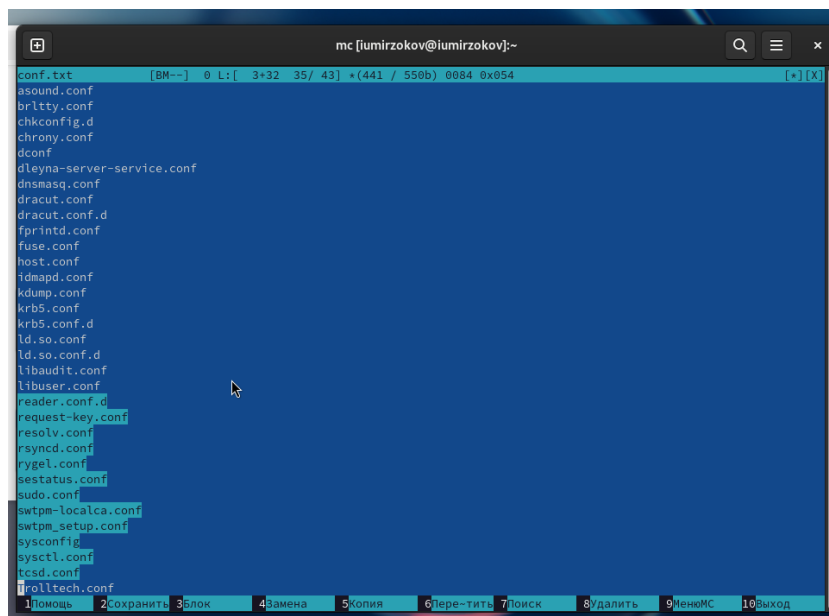 mc [iumirzokov@iumirzokov]:~
conf.txt [BM--] 0 L:[ 3+32 35/ 43] *(441 / 550b) 0084 0x054 [*][X]
asound.conf
brltty.conf
chkconfig.d
chrony.conf
dconf
dleyna-server-service.conf
dnsmasq.conf
dracut.conf
dracut.conf.d
fprintd.conf
fuse.conf
host.conf
idmapd.conf
kdump.conf
krb5.conf
krb5.conf.d
ld.so.conf
ld.so.conf.d
libaudit.conf
libuser.conf
reader.conf.d
request-key.conf
resolv.conf
rsyncd.conf
rygel.conf
sestatus.conf
sudo.conf
swtpm-localca.conf
swtpm_setup.conf
sysconfig
sysctl.conf
tcsd.conf
Trolltech.conf
1Помощь 2Сохранить 3Блок 4Замена 5Копия 6Пере~тить 7Поиск 8Удалить 9МенюМС 10Выход